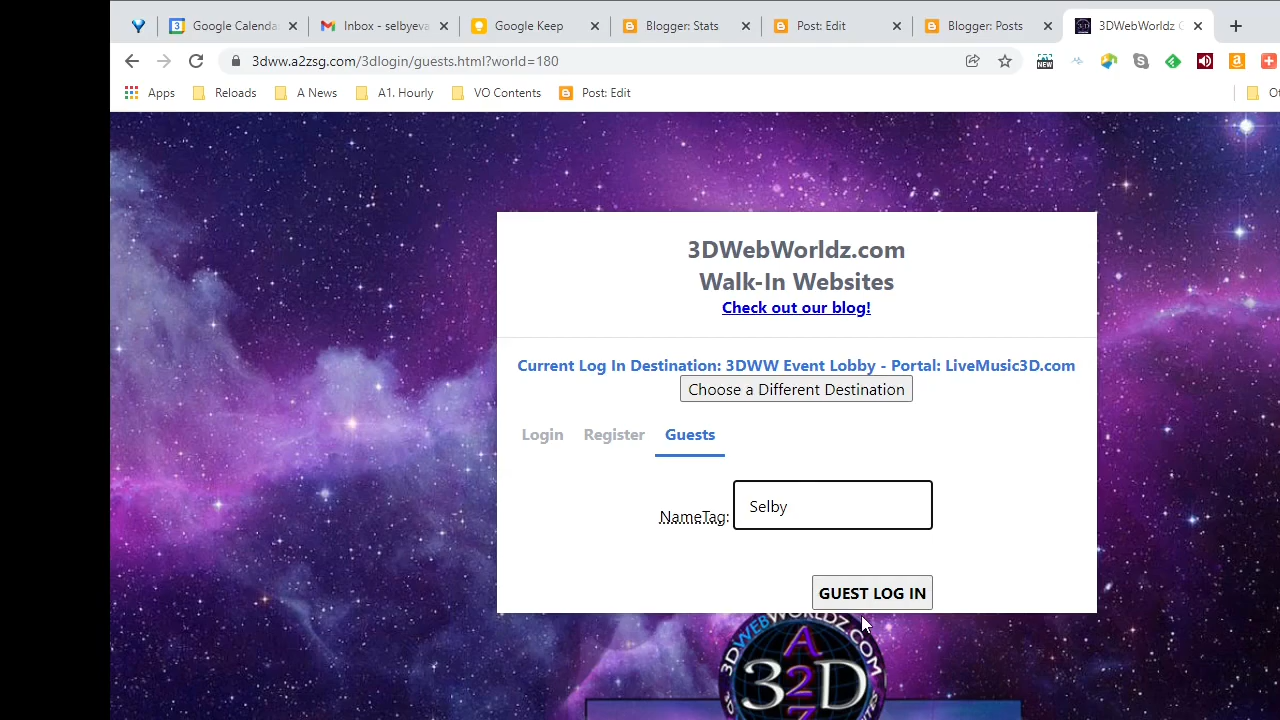 Google Calenda
Inbox - selbyeva
Google Keep
Blogger: Stats
Post: Edit
Blogger: Posts
3DWebWorldz G
3dww.a2zsg.com/3dlogin/guests.html?world=180
NEW
Apps
Reloads
A News
A1. Hourly
VO Contents
Post: Edit
Ot
3DWebWorldz.com
Walk-In Websites
Check out our blog!
Current Log In Destination: 3DWW Event Lobby - Portal: LiveMusic3D.com
Choose a Different Destination
Login
Register
Guests
NameTag:
Selby
GUEST LOG IN
3DWEBWORLDZ.COM
A
32D
Z